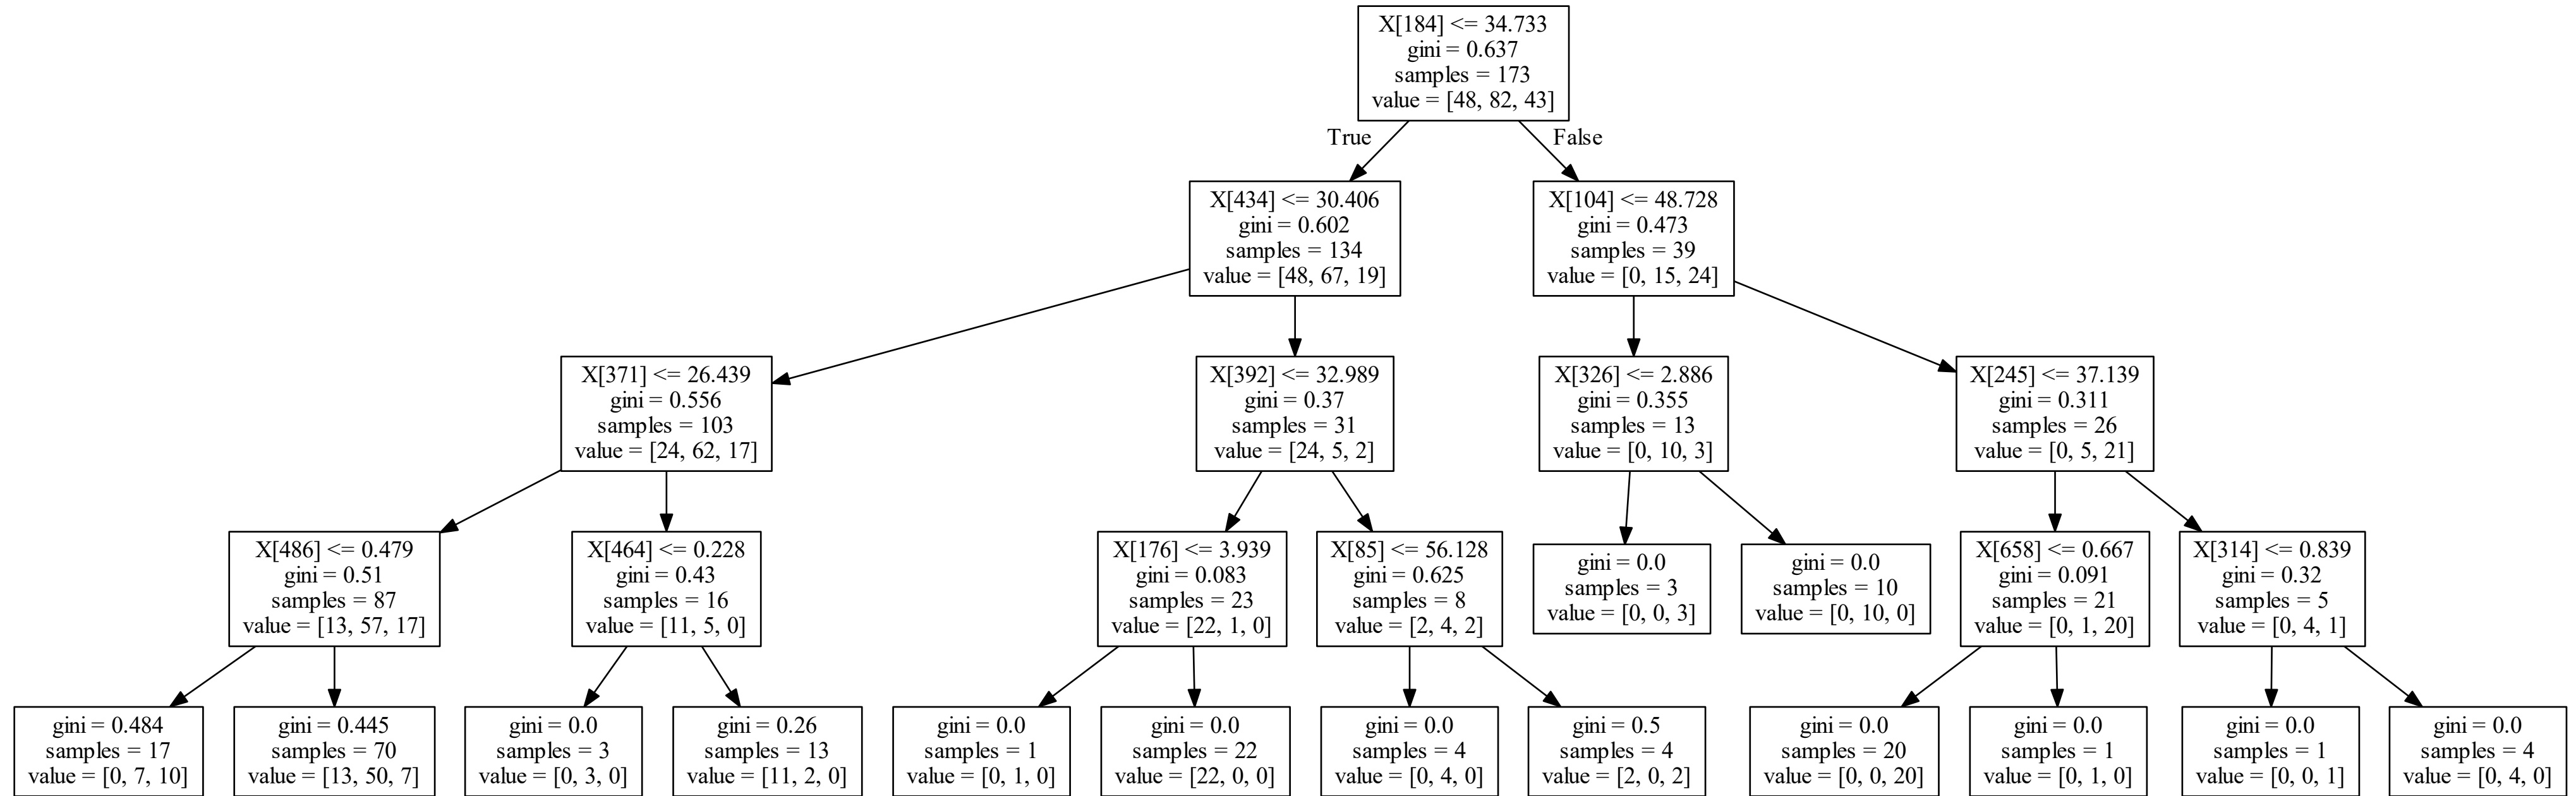 X[184] <= 34.733
gini = 0.637
samples = 173
value = [48, 82, 43]
True
False
X[434] <= 30.406
gini = 0.602
samples = 134
value = [48, 67, 19]
X[104] <= 48.728
gini = 0.473
samples = 39
value = [0, 15, 24]
X[371] <= 26.439
gini = 0.556
samples = 103
value = [24, 62, 17]
X[392] <= 32.989
gini = 0.37
samples = 31
value = [24, 5, 2]
X[326] <= 2.886
gini = 0.355
samples = 13
value = [0, 10, 3]
X[245] <= 37.139
gini = 0.311
samples = 26
value = [0, 5, 21]
X[486] <= 0.479
gini = 0.51
samples = 87
value = [13, 57, 17]
X[464] <= 0.228
gini = 0.43
samples = 16
value = [11, 5, 0]
X[176] <= 3.939
gini = 0.083
samples = 23
value = [22, 1, 0]
X[85] <= 56.128
gini = 0.625
samples = 8
value = [2, 4, 2]
gini = 0.0
samples = 3
value = [0, 0, 3]
gini = 0.0
samples = 10
value = [0, 10, 0]
X[658] <= 0.667
gini = 0.091
samples = 21
value = [0, 1, 20]
X[314] <= 0.839
gini = 0.32
samples = 5
value = [0, 4, 1]
gini = 0.484
samples = 17
value = [0, 7, 10]
gini = 0.445
samples = 70
value = [13, 50, 7]
gini = 0.0
samples = 3
value = [0, 3, 0]
gini = 0.26
samples = 13
value = [11, 2, 0]
gini = 0.0
samples = 1
value = [0, 1, 0]
gini = 0.0
samples = 22
value = [22, 0, 0]
gini = 0.0
samples = 4
value = [0, 4, 0]
gini = 0.5
samples = 4
value = [2, 0, 2]
gini = 0.0
samples = 20
value = [0, 0, 20]
gini = 0.0
samples = 1
value = [0, 1, 0]
gini = 0.0
samples = 1
value = [0, 0, 1]
gini = 0.0
samples = 4
value = [0, 4, 0]